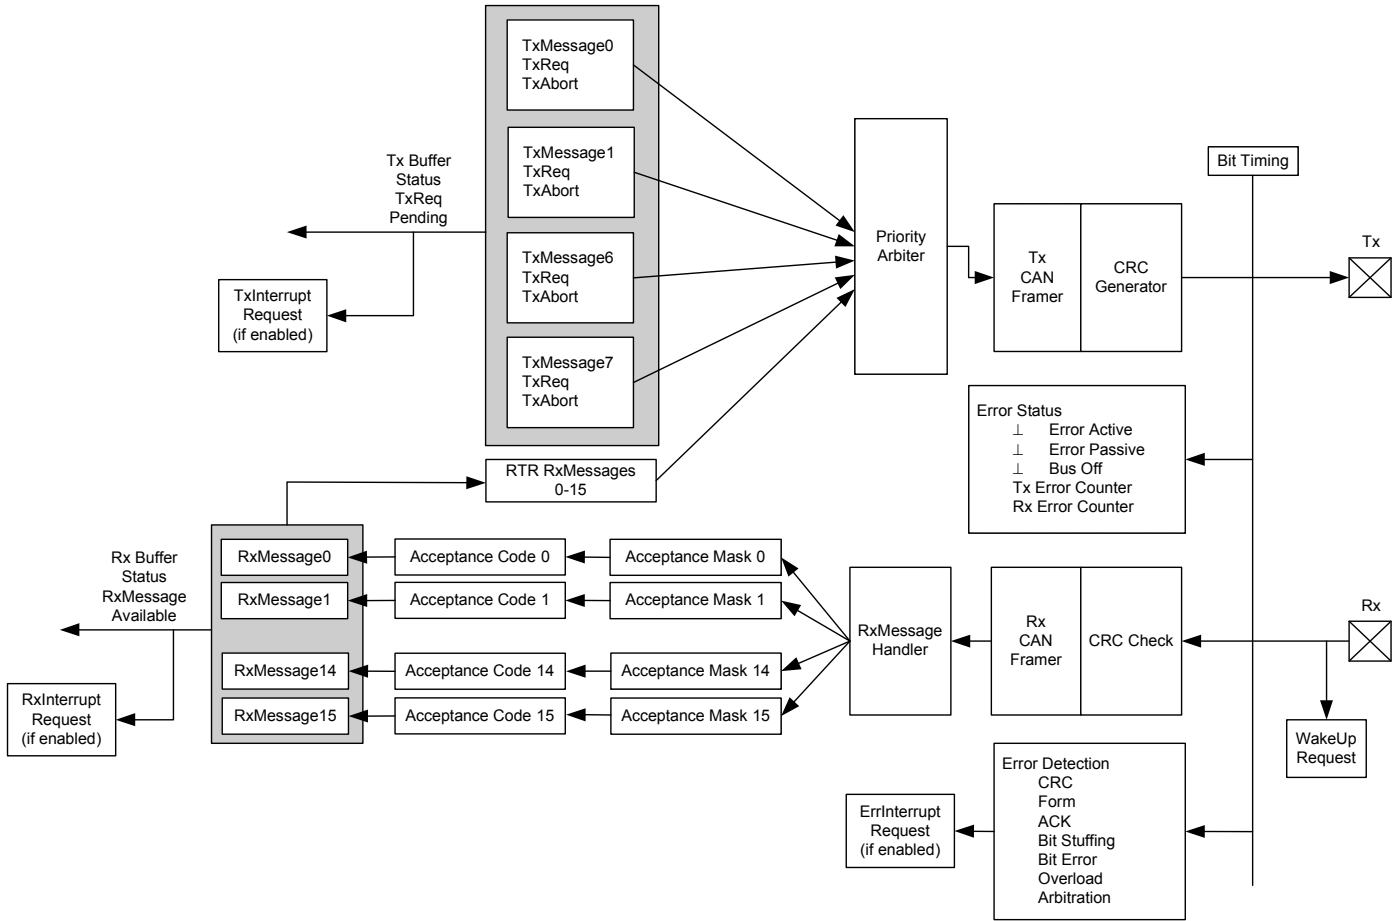 TxMessage0
TxReq
TxAbort
TxMessage1
TxReq
TxAbort
TxMessage6
TxReq
TxAbort
TxMessage7
TxReq
TxAbort
Tx Buffer
Status
TxReq
Pending
TxInterrupt
Request
(if enabled)
Priority
Arbiter
Tx
CAN
Framer
CRC
Generator
Bit Timing
Tx
Error Status
⊥ Error Active
⊥ Error Passive
⊥ Bus Off
Tx Error Counter
Rx Error Counter
RTR RxMessages
0-15
Rx Buffer
Status
RxMessage
Available
RxInterrupt
Request
(if enabled)
RxMessage0
Acceptance Code 0
Acceptance Mask 0
RxMessage1
Acceptance Code 1
Acceptance Mask 1
RxMessage14
Acceptance Code 14
Acceptance Mask 14
RxMessage15
Acceptance Code 15
Acceptance Mask 15
RxMessage
Handler
Rx
CAN
Framer
CRC Check
Rx
WakeUp
Request
Error Detection
CRC
Form
ACK
Bit Stuffing
Bit Error
Overload
Arbitration
ErrInterrupt
Request
(if enabled)